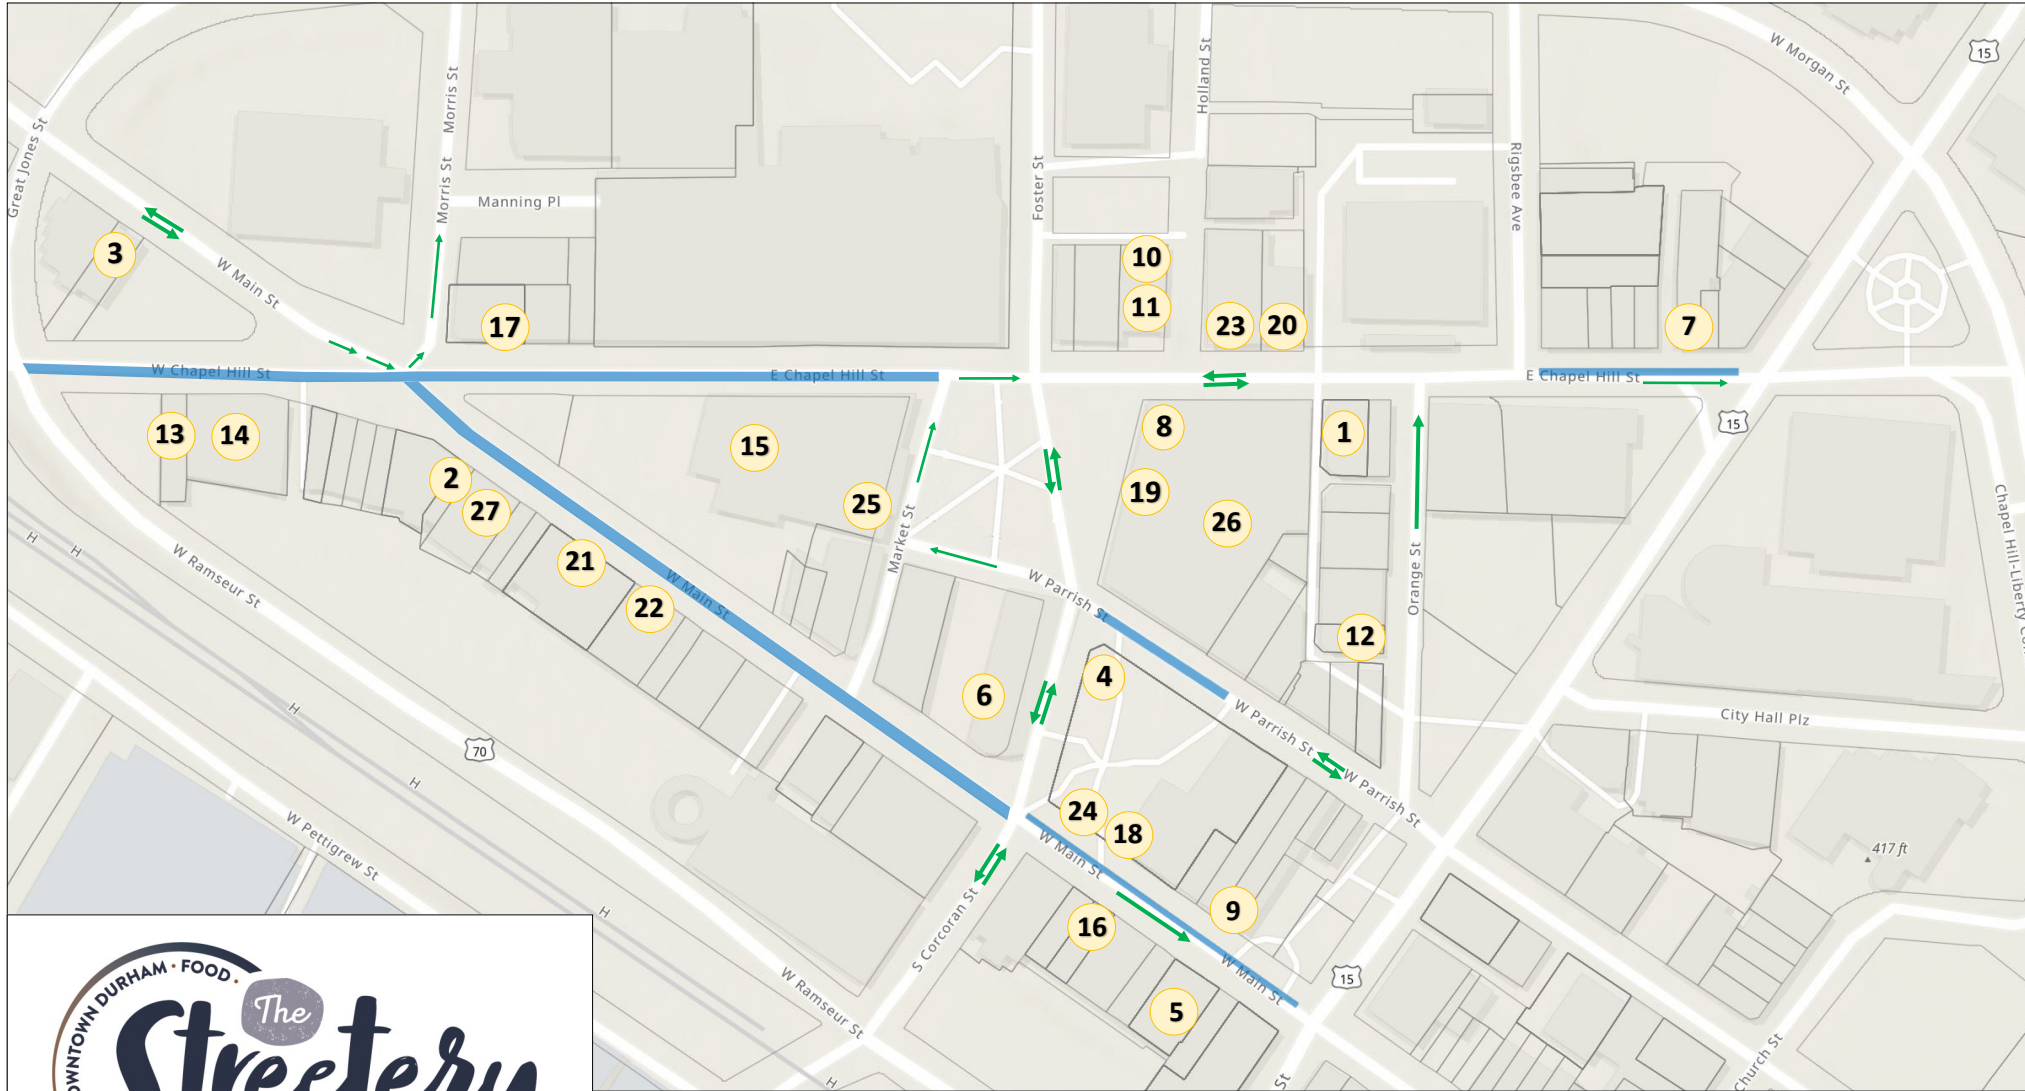 W Morgan St
15
Holland St
Morris St
Great Jones St
Morris St
Foster St
Rigsbee Ave
Manning Pl
3
W Main St
10
11
17
23
20
7
W Chapel Hill St
E Chapel Hill St
E Chapel Hill St
15
13
14
2
27
15
25
8
19
26
1
Chapel Hill-Liberty
Market St
Orange St
H
H
W Ramseur St
21
22
W Main St
W Parrish St
12
4
6
W Parrish St
City Hall Plz
H
70
H
W Parrish St
W Pettigrew St
24
18
W Main St
417 ft
S Corcoran St
16
9
H
W Main St
15
W Ramseur St
5
H
St
Church St
DOWNTOWN DURHAM · FOOD ·
The
Streetery